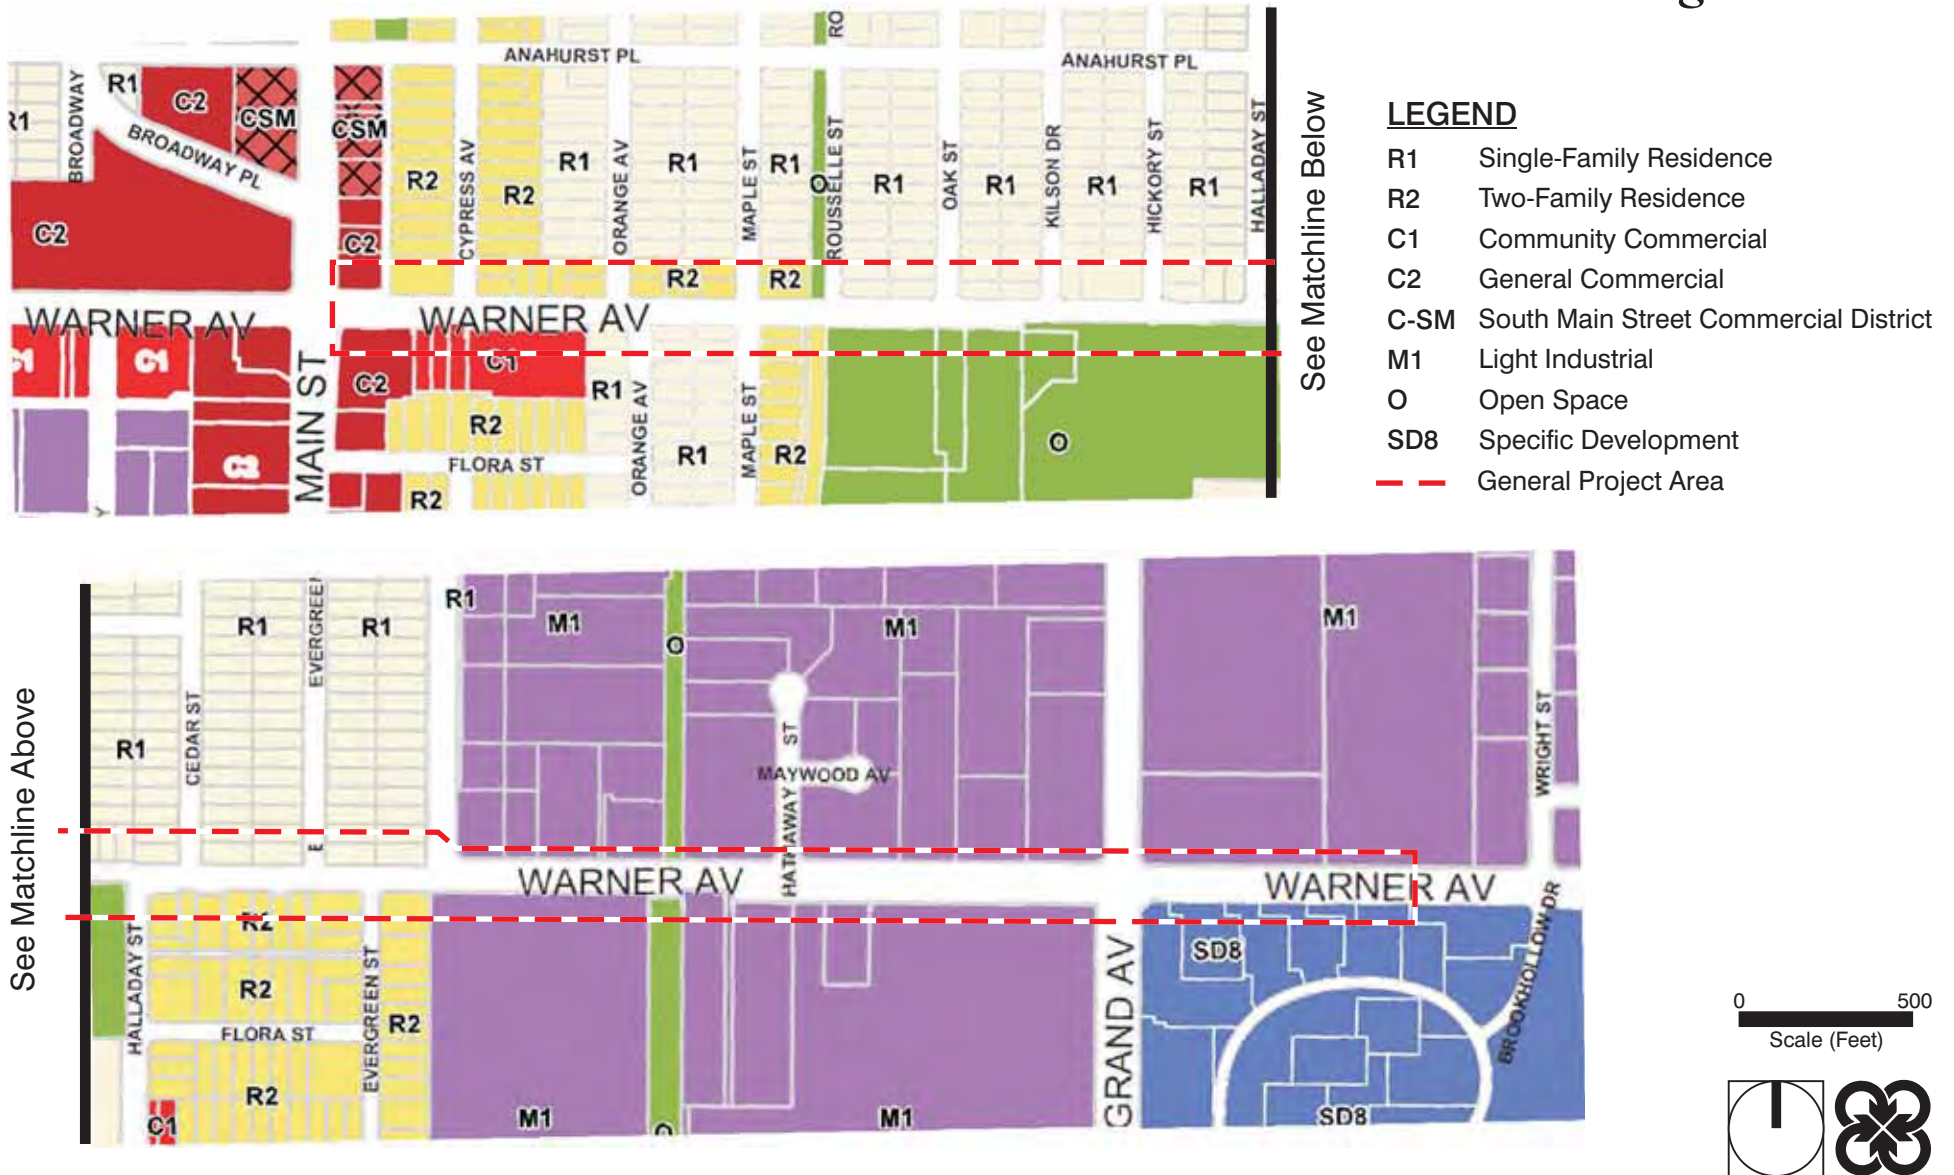 g
ANAHURST PL
ANAHURST PL
RO
R1
R1
C2
CSM
CSM
BROADWAY
BROADWAY PL
C2
C2
R2
CYPRESS AV
R2
R1
ORANGE AV
R1
MAPLE ST
R1
O
ROUSSELLE ST
R1
OAK ST
R1
KILSON DR
R1
HICKORY ST
R1
HALLADAY ST
R2
R2
WARNER AV
WARNER AV
C1
C1
MAIN ST
C2
C1
R1
R2
ORANGE AV
R1
MAPLE ST
R2
O
FLORA ST
R2
See Matchline Below
LEGEND
R1 Single-Family Residence
R2 Two-Family Residence
C1 Community Commercial
C2 General Commercial
C-SM South Main Street Commercial District
M1 Light Industrial
O Open Space
SD8 Specific Development
General Project Area
See Matchline Above
R1
CEDAR ST
R1
EVERGREEN
R1
R1
M1
O
M1
M1
HATHAWAY ST
MAYWOOD AV
WRIGHT ST
WARNER AV
WARNER AV
R2
HALLADAY ST
R2
FLORA ST
EVERGREEN ST
R2
R2
C1
M1
O
M1
GRAND AV
SD8
SD8
BROOKHOLLOW DR
0 500
Scale (Feet)